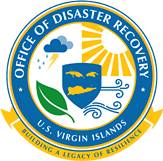 OFFICE OF DISASTER RECOVERY
U.S. VIRGIN ISLANDS
BUILDING A LEGACY OF RESILIENCE